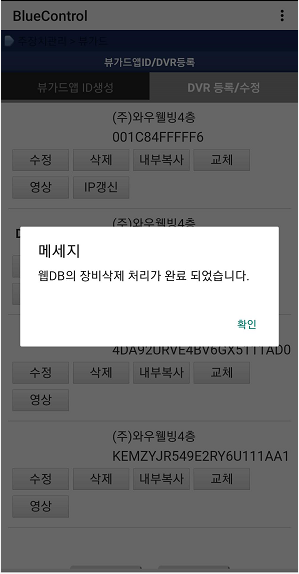 BlueControl
뷰가드앱ID/DVR등록
뷰가드앱 ID생성
DVR 등록/수정
(주)와우웰빙4층
001C84FFFFF6
수정 삭제 내부복사 교체
영상 IP갱신
(주)와우웰빙4층
메세지
웹DB의 장비삭제 처리가 완료 되었습니다.
확인
4DA92URVE4BV6GX5111AD0
수정 삭제 내부복사 교체
영상
(주)와우웰빙4층
KEMZYJR549E2RY6U111AA1
수정 삭제 내부복사 교체
영상